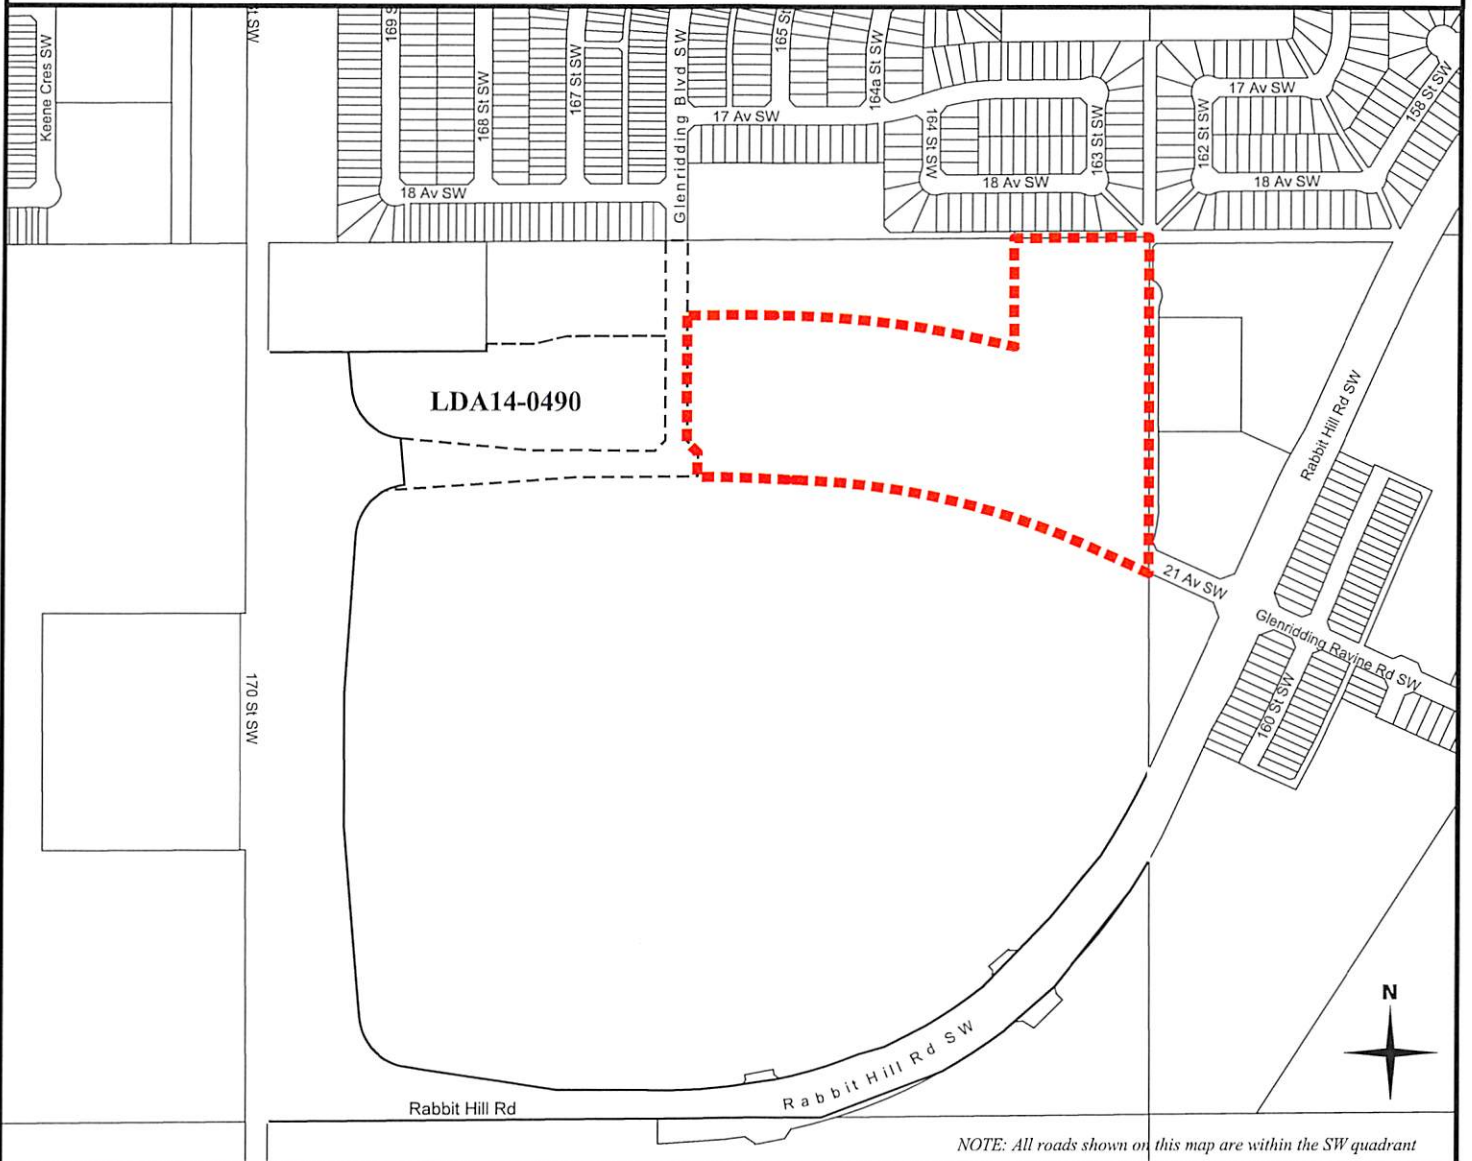 Keene Cres SW
169 S
168 St SW
167 St SW
Glenridding Blvd SW
165 St
164a St SW
17 Av SW
164 St SW
163 St SW
162 St SW
17 Av SW
158 St SW
18 Av SW
18 Av SW
18 Av SW
LDA14-0490
Rabbit Hill Rd SW
21 Av SW
Glenridding Ravine Rd SW
160 St SW
170 St SW
N
Rabbit Hill Rd SW
Rabbit Hill Rd
NOTE: All roads shown on this map are within the SW quadrant